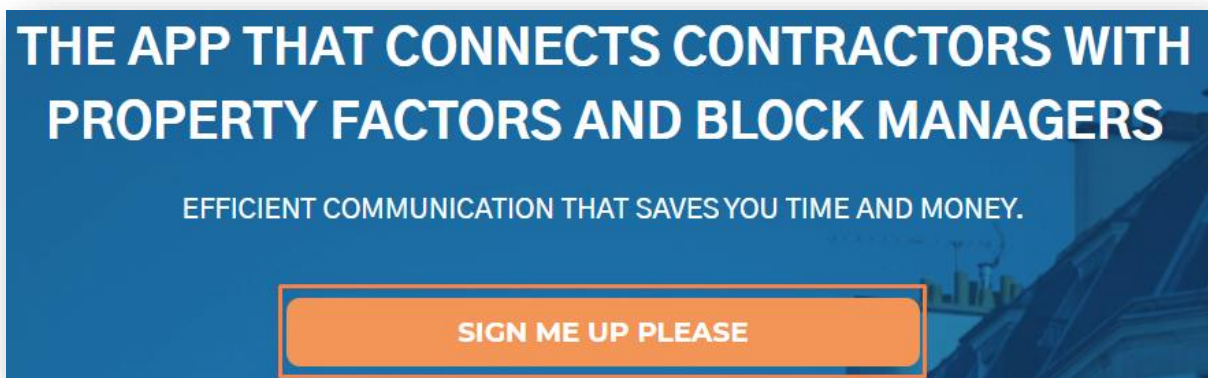 THE APP THAT CONNECTS CONTRACTORS WITH
PROPERTY FACTORS AND BLOCK MANAGERS
EFFICIENT COMMUNICATION THAT SAVES YOU TIME AND MONEY.
SIGN ME UP PLEASE